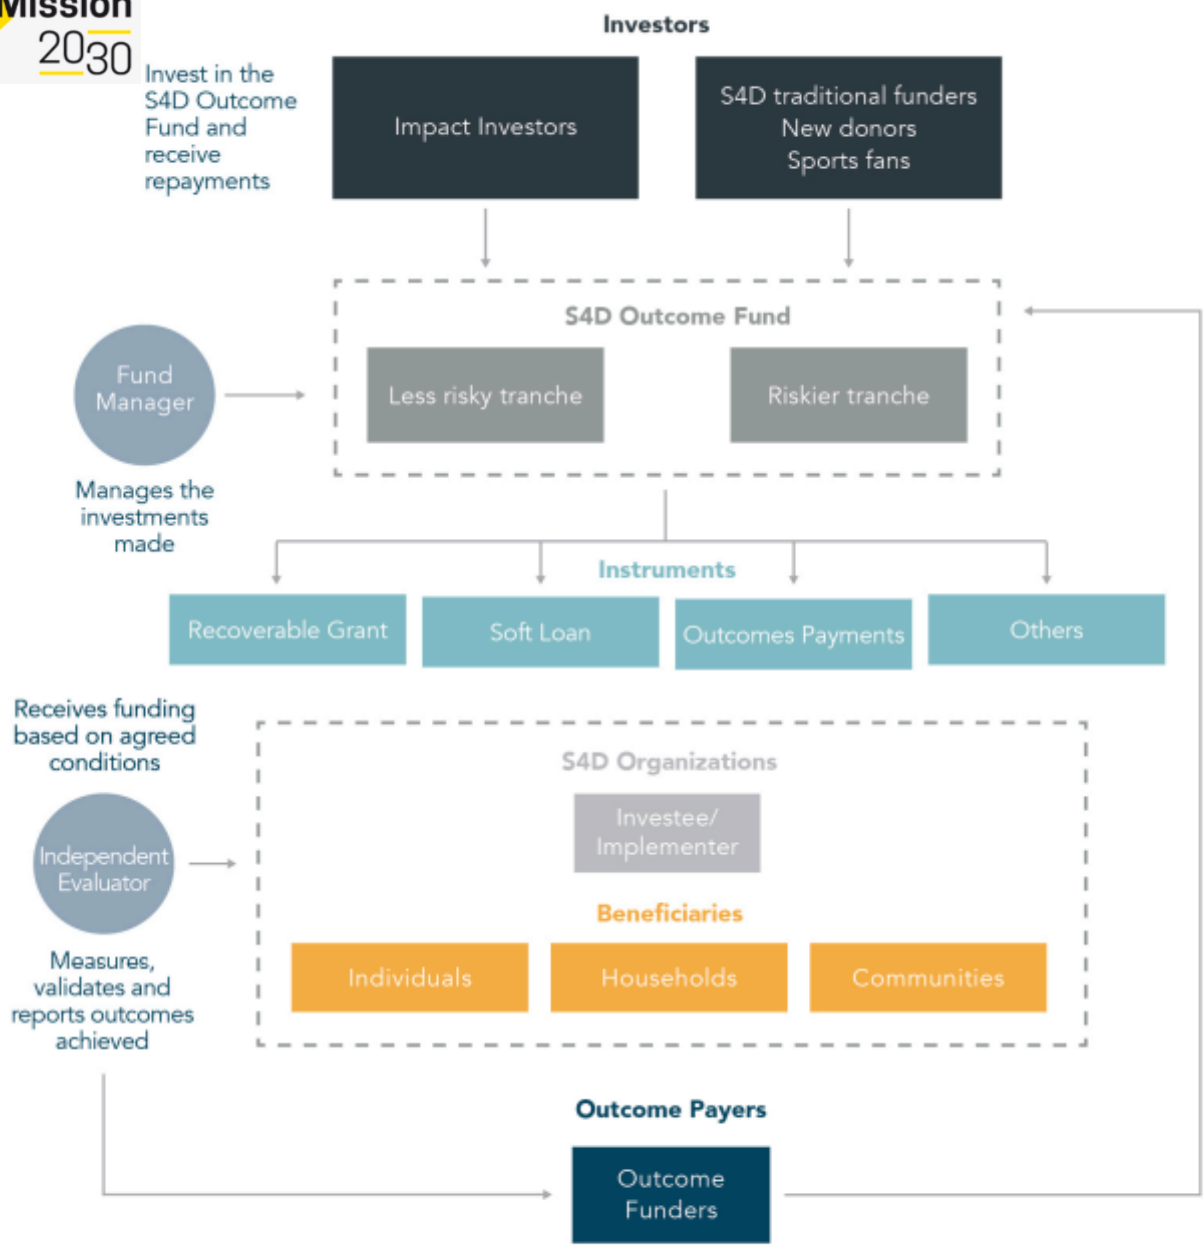 Mission
2030
Investors
Invest in the
S4D Outcome
Fund and
receive
repayments
Impact Investors
S4D traditional funders
New donors
Sports fans
S4D Outcome Fund
Less risky tranche
Riskier tranche
Fund
Manager
Manages the
investments
made
Instruments
Recoverable Grant
Soft Loan
Outcomes Payments
Others
Receives funding
based on agreed
conditions
S4D Organizations
Investee/
Implementer
Independent
Evaluator
Beneficiaries
Individuals
Households
Communities
Measures,
validates and
reports outcomes
achieved
Outcome Payers
Outcome
Funders